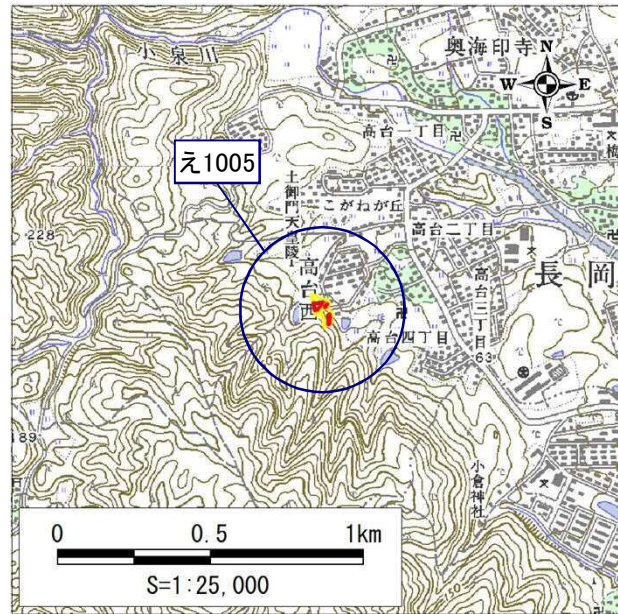 小泉川
奥海印寺
N
W E
S
高台一丁目
梅
え1005
土御門天皇陵
こがねが丘
228
高台二丁目
長岡
高台西
高台三丁目
高台四丁目
63
189
小倉神社
0 0.5 1km
S=1:25,000